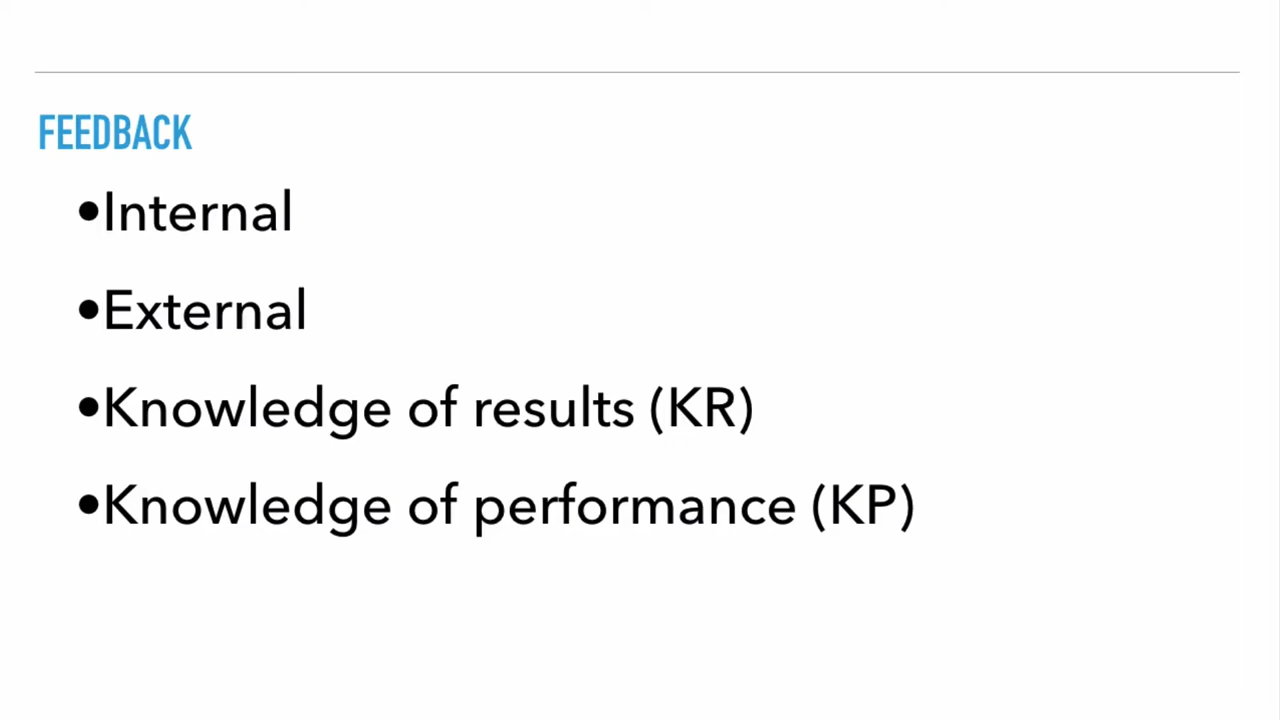 FEEDBACK
•Internal
•External
•Knowledge of results (KR)
•Knowledge of performance (KP)